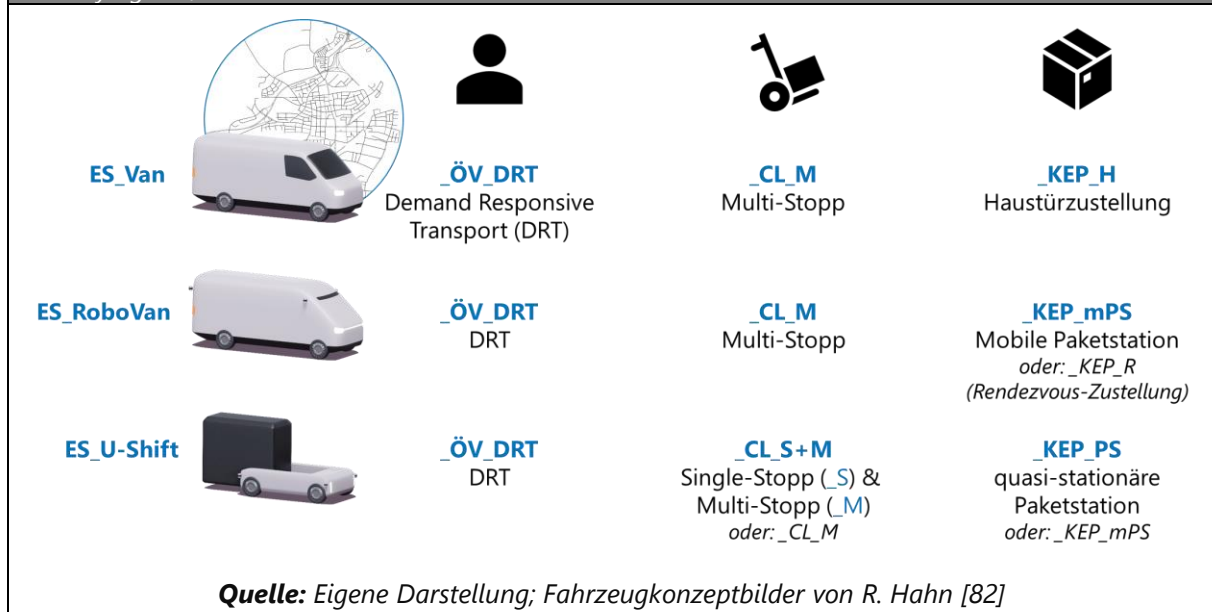 ES_Van
_ÖV_DRT
Demand Responsive
Transport (DRT)
_CL_M
Multi-Stopp
_KEP_H
Haustürzustellung
ES_RoboVan
_ÖV_DRT
DRT
_CL_M
Multi-Stopp
_KEP_mPS
Mobile Paketstation
oder: _KEP_R
(Rendezvous-Zustellung)
ES_U-Shift
_ÖV_DRT
DRT
_CL_S+M
Single-Stopp (_S) &
Multi-Stopp (_M)
oder: _CL_M
_KEP_PS
quasi-stationäre
Paketstation
oder: _KEP_mPS
Quelle: Eigene Darstellung; Fahrzeugkonzeptbilder von R. Hahn [82]